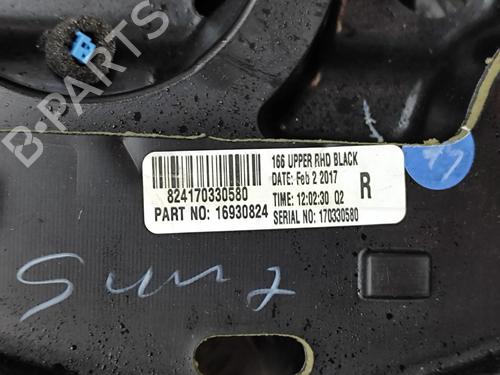 B-PARTS
166 UPPER RHD BLACK
DATE: Feb 2 2017
824170330580
TIME: 12:02:30 Q2
R
PART NO: 16930824
SERIAL NO: 170330580